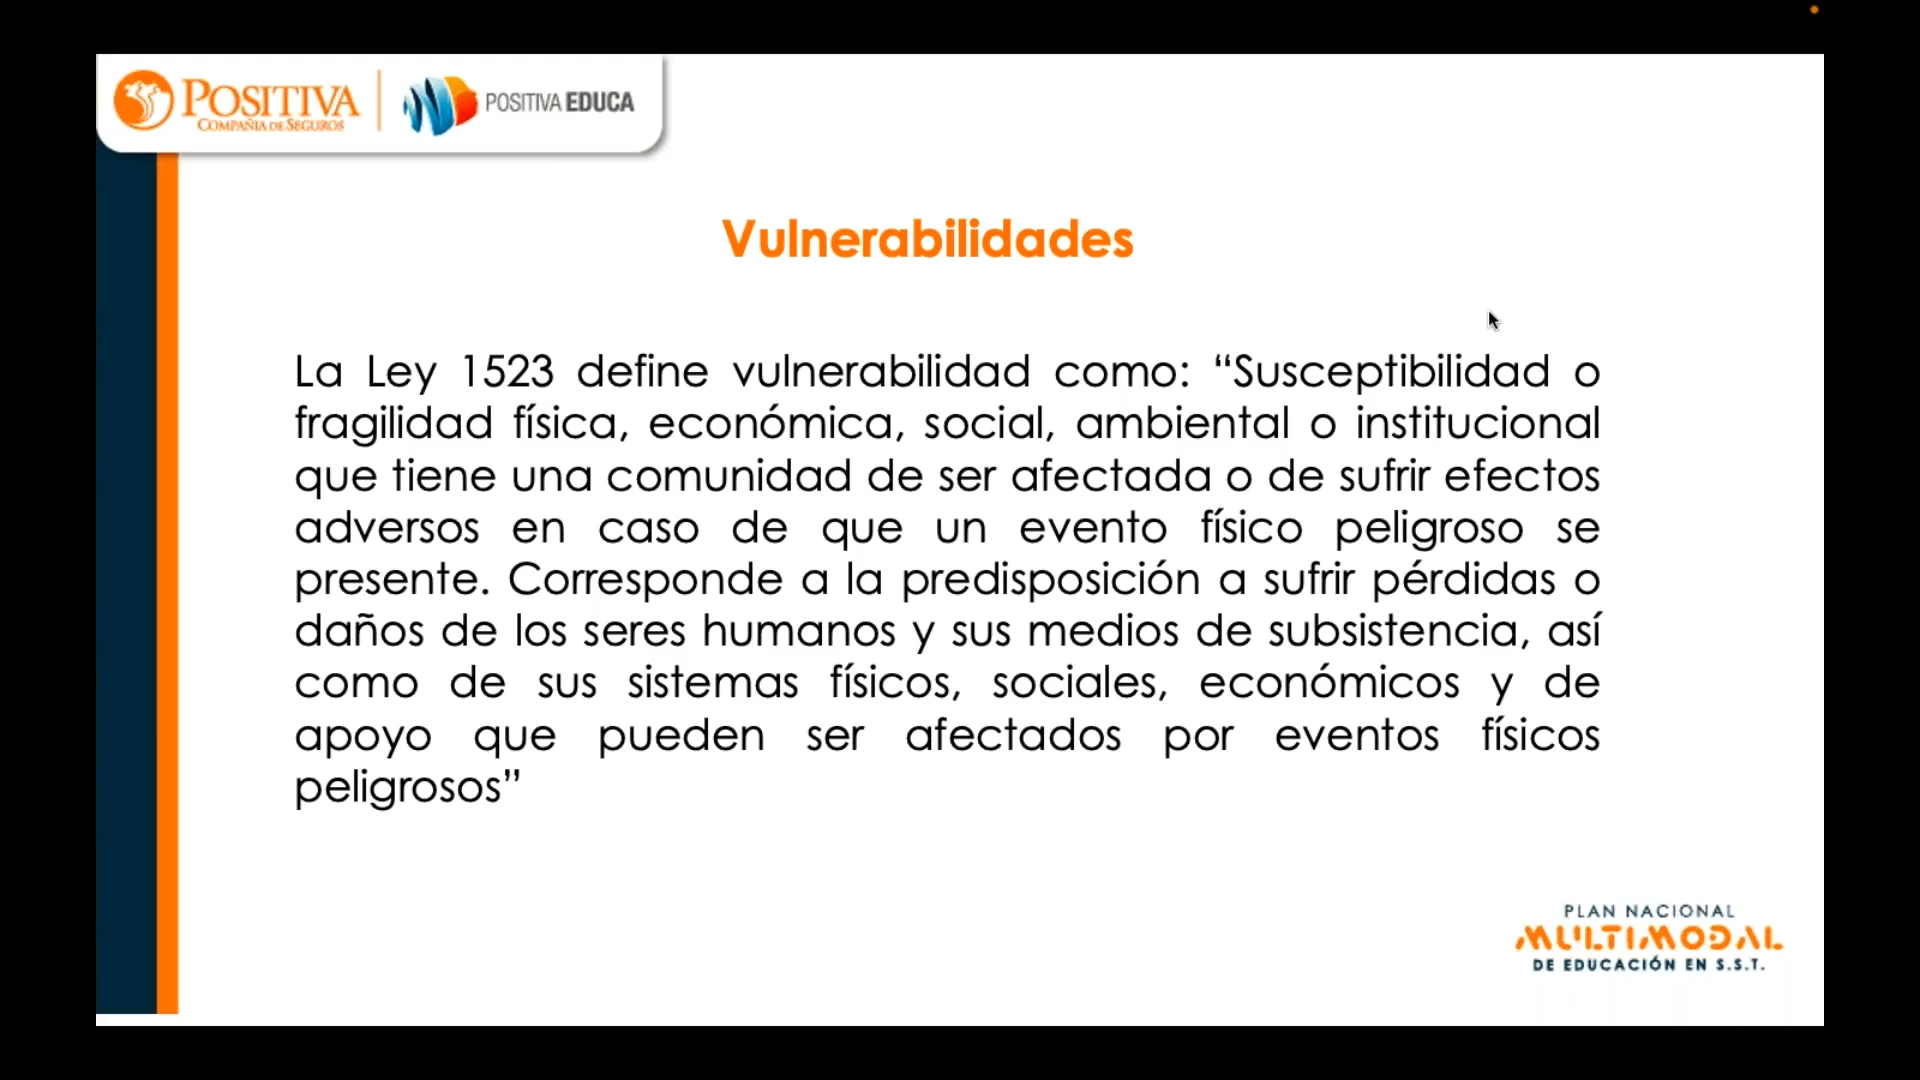 POSITIVA
COMPAÑIA DE SEGUROS
POSITIVA EDUCA
Vulnerabilidades
La Ley 1523 define vulnerabilidad como: “Susceptibilidad o
fragilidad física, económica, social, ambiental o institucional
que tiene una comunidad de ser afectada o de sufrir efectos
adversos en caso de que un evento físico peligroso se
presente. Corresponde a la predisposición a sufrir pérdidas o
daños de los seres humanos y sus medios de subsistencia, así
como de sus sistemas físicos, sociales, económicos y de
apoyo que pueden ser afectados por eventos físicos
peligrosos”
PLAN NACIONAL
MULTIMODAL
DE EDUCACIÓN EN S.S.T.